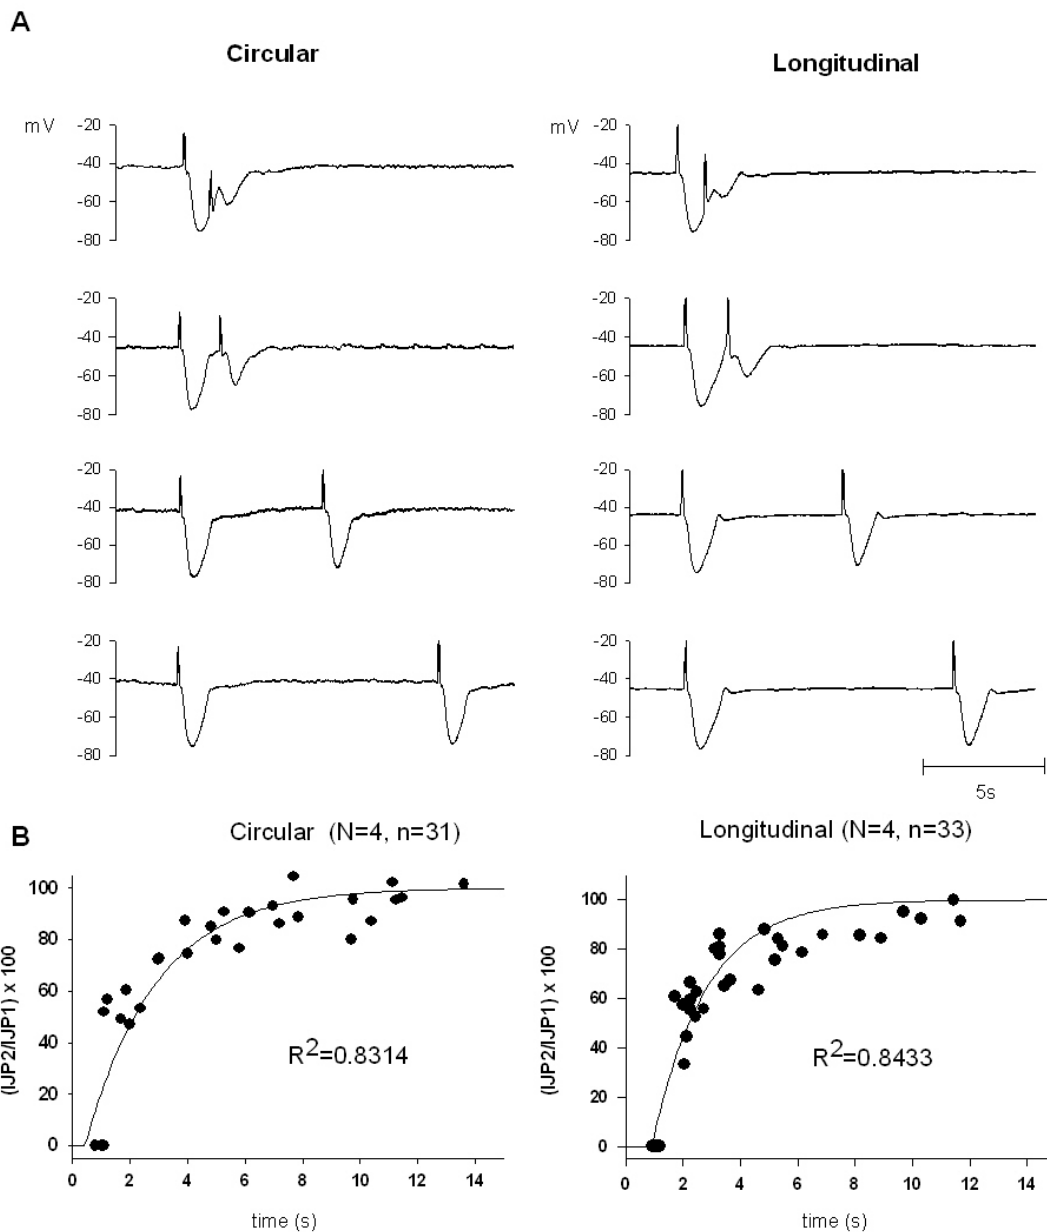 A
Circular
Longitudinal
mV
-20
-40
-60
-80
mV
-20
-40
-60
-80
-20
-40
-60
-80
-20
-40
-60
-80
-20
-40
-60
-80
-20
-40
-60
-80
-20
-40
-60
-80
-20
-40
-60
-80
5s
B
Circular (N=4, n=31)
Longitudinal (N=4, n=33)
(IJP2/IJP1) x 100
100
80
60
40
20
0
R2=0.8314
0 2 4 6 8 10 12 14
time (s)
(IJP2/IJP1) x 100
100
80
60
40
20
0
R2=0.8433
0 2 4 6 8 10 12 14
time (s)